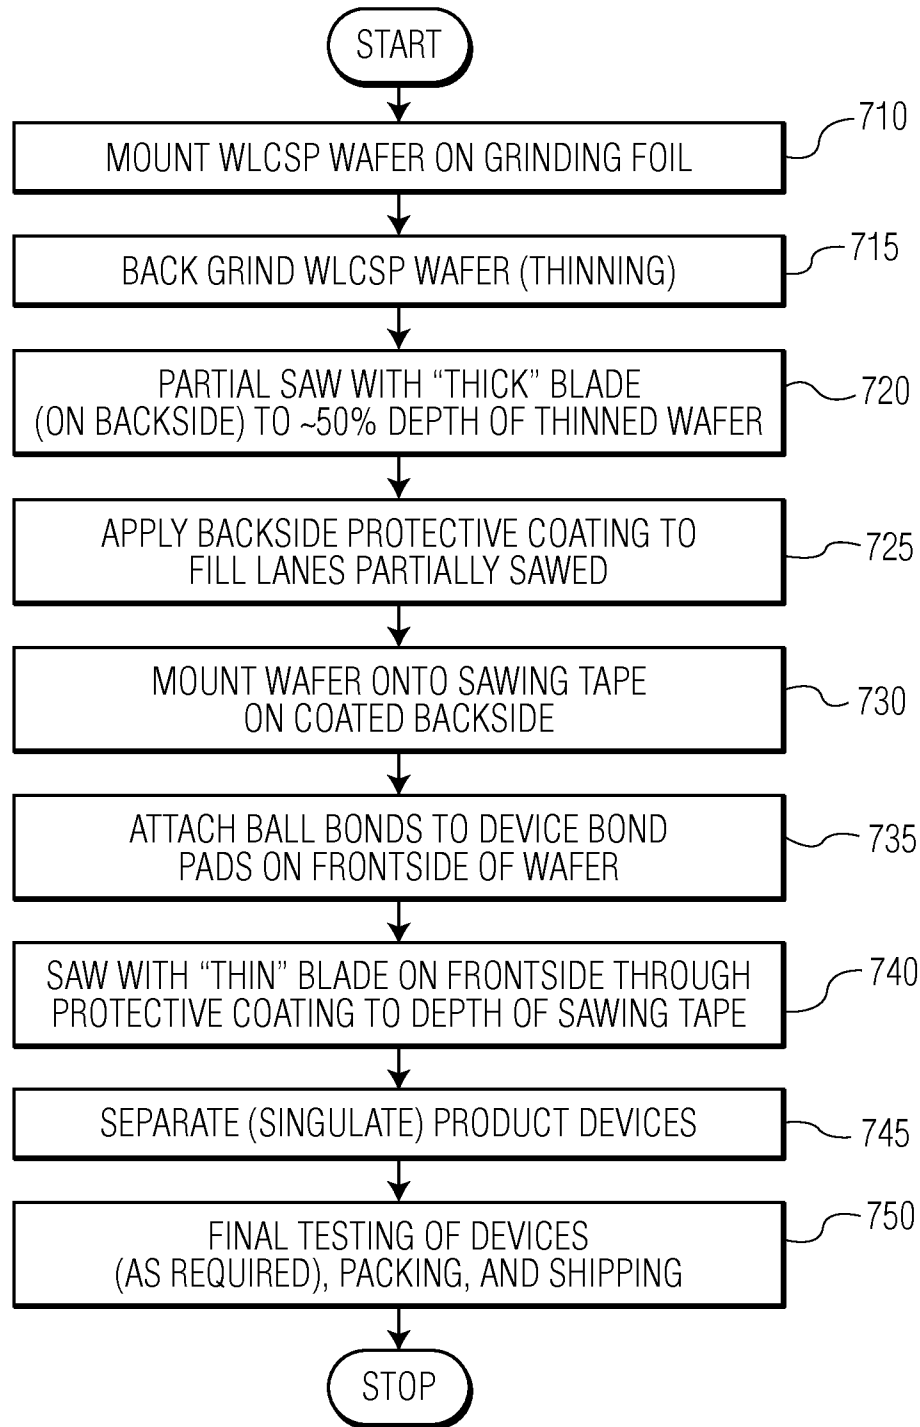 START
MOUNT WLCSP WAFER ON GRINDING FOIL
710
BACK GRIND WLCSP WAFER (THINNING)
715
PARTIAL SAW WITH “THICK” BLADE
(ON BACKSIDE) TO ~50% DEPTH OF THINNED WAFER
720
APPLY BACKSIDE PROTECTIVE COATING TO
FILL LANES PARTIALLY SAWED
725
MOUNT WAFER ONTO SAWING TAPE
ON COATED BACKSIDE
730
ATTACH BALL BONDS TO DEVICE BOND
PADS ON FRONTSIDE OF WAFER
735
SAW WITH “THIN” BLADE ON FRONTSIDE THROUGH
PROTECTIVE COATING TO DEPTH OF SAWING TAPE
740
SEPARATE (SINGULATE) PRODUCT DEVICES
745
FINAL TESTING OF DEVICES
(AS REQUIRED), PACKING, AND SHIPPING
750
STOP